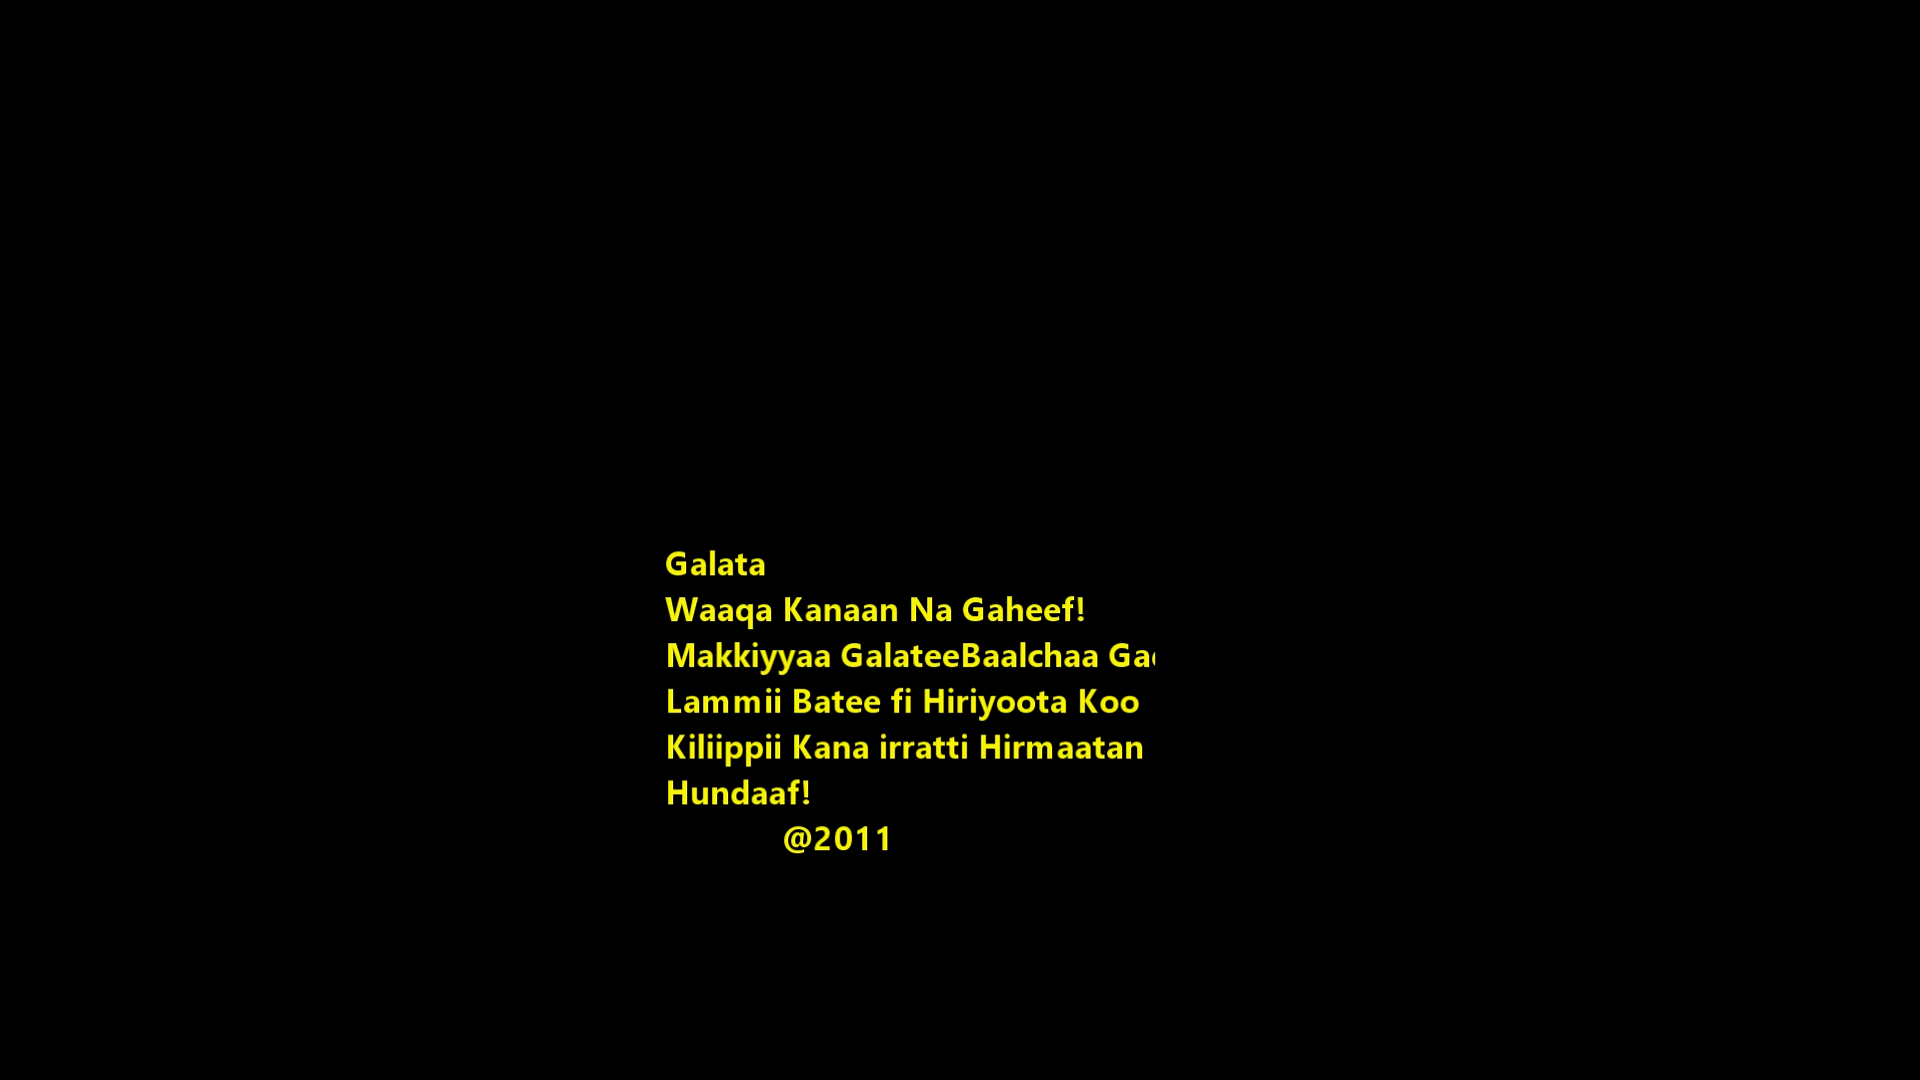 Galata
Waaqa Kanaan Na Gaheef!
Makkiyyaa GalateeBaalchaa
Lammii Batee fi Hiriyoota Koo
Kiliippii Kana irratti Hirmaatan
Hundaaf!
@2011